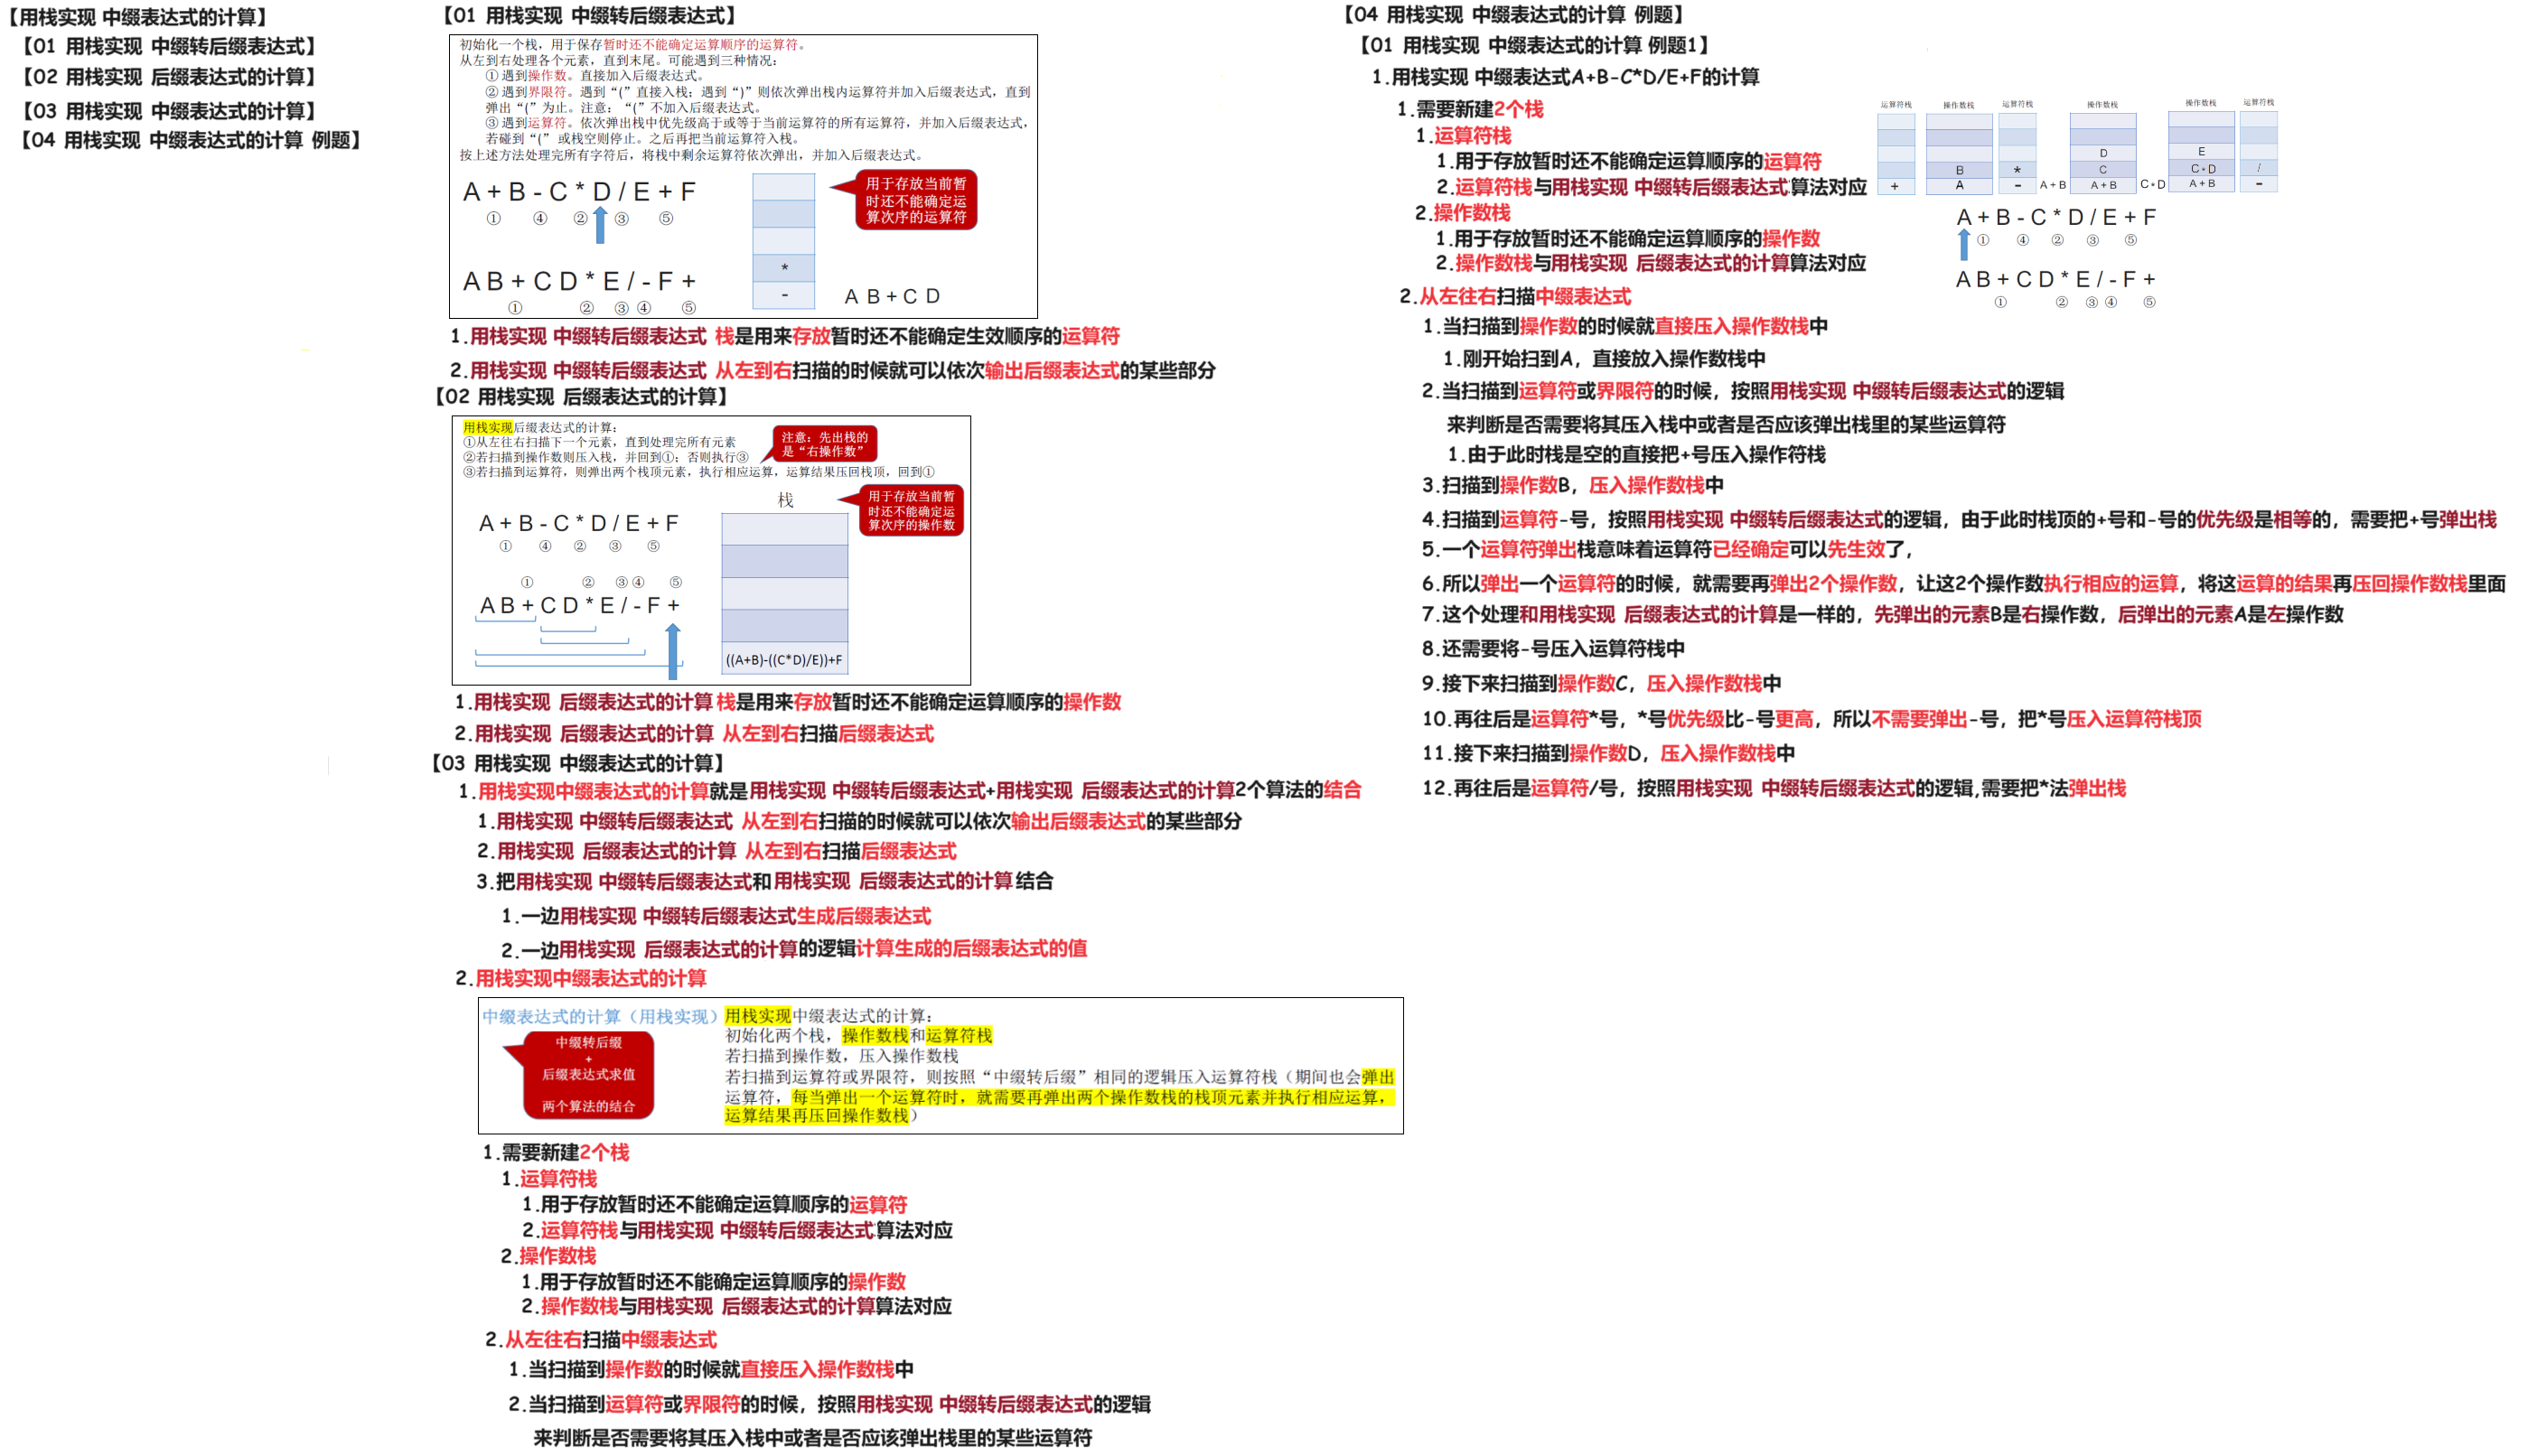 【用栈实现 中缀表达式的计算】
【01 用栈实现 中缀转后缀表达式】
【02 用栈实现 后缀表达式的计算】
【03 用栈实现 中缀表达式的计算】
【04 用栈实现 中缀表达式的计算 例题】
【01 用栈实现 中缀转后缀表达式】
初始化一个栈，用于保存暂时还不能确定运算顺序的运算符。
从左到右处理各个元素，直到末尾。可能遇到三种情况：
① 遇到操作数。直接加入后缀表达式。
② 遇到界限符。遇到“(”直接入栈；遇到“)”则依次弹出栈内运算符并加入后缀表达式，直到
弹出“(”为止。注意：“(”不加入后缀表达式。
③ 遇到运算符。依次弹出栈中优先级高于或等于当前运算符的所有运算符，并加入后缀表达式，
若碰到“(”或栈空则停止。之后再把当前运算符入栈。
按上述方法处理完所有字符后，将栈中剩余运算符依次弹出，并加入后缀表达式。
A + B - C * D / E + F
① ④ ② ③ ⑤
A B + C D * E / - F +
① ② ③ ④ ⑤
*
-
用于存放当前暂
时还不能确定运
算次序的运算符
A B + C D
1.用栈实现 中缀转后缀表达式 栈是用来存放暂时还不能确定生效顺序的运算符
2.用栈实现 中缀转后缀表达式 从左到右扫描的时候就可以依次输出后缀表达式的某些部分
【02 用栈实现 后缀表达式的计算】
用栈实现后缀表达式的计算：
①从左往右扫描下一个元素，直到处理完所有元素
②若扫描到操作数则压入栈，并回到①；否则执行③
③若扫描到运算符，则弹出两个栈顶元素，执行相应运算，运算结果压回栈顶，回到①
注意：先出栈的
是“右操作数”
栈
用于存放当前暂
时还不能确定运
算次序的操作数
A + B - C * D / E + F
① ④ ② ③ ⑤
① ② ③ ④ ⑤
A B + C D * E / - F +
((A+B)-((C*D)/E))+F
1.用栈实现 后缀表达式的计算 栈是用来存放暂时还不能确定运算顺序的操作数
2.用栈实现 后缀表达式的计算 从左到右扫描后缀表达式
【03 用栈实现 中缀表达式的计算】
1.用栈实现中缀表达式的计算就是用栈实现 中缀转后缀表达式+用栈实现 后缀表达式的计算2个算法的结合
1.用栈实现 中缀转后缀表达式 从左到右扫描的时候就可以依次输出后缀表达式的某些部分
2.用栈实现 后缀表达式的计算 从左到右扫描后缀表达式
3.把用栈实现 中缀转后缀表达式和用栈实现 后缀表达式的计算结合
1.一边用栈实现 中缀转后缀表达式生成后缀表达式
2.一边用栈实现 后缀表达式的计算的逻辑计算生成的后缀表达式的值
2.用栈实现中缀表达式的计算
中缀表达式的计算（用栈实现）
中缀转后缀
+
后缀表达式求值
两个算法的结合
用栈实现中缀表达式的计算：
初始化两个栈，操作数栈和运算符栈
若扫描到操作数，压入操作数栈
若扫描到运算符或界限符，则按照“中缀转后缀”相同的逻辑压入运算符栈（期间也会弹出
运算符，每当弹出一个运算符时，就需要再弹出两个操作数栈的栈顶元素并执行相应运算，
运算结果再压回操作数栈）
1.需要新建2个栈
1.运算符栈
1.用于存放暂时还不能确定运算顺序的运算符
2.运算符栈与用栈实现 中缀转后缀表达式算法对应
2.操作数栈
1.用于存放暂时还不能确定运算顺序的操作数
2.操作数栈与用栈实现 后缀表达式的计算算法对应
2.从左往右扫描中缀表达式
1.当扫描到操作数的时候就直接压入操作数栈中
2.当扫描到运算符或界限符的时候，按照用栈实现 中缀转后缀表达式的逻辑
来判断是否需要将其压入栈中或者是否应该弹出栈里的某些运算符
【04 用栈实现 中缀表达式的计算 例题】
【01 用栈实现 中缀表达式的计算 例题1】
1.用栈实现 中缀表达式A+B-C*D/E+F的计算
1.需要新建2个栈
1.运算符栈
1.用于存放暂时还不能确定运算顺序的运算符
2.运算符栈与用栈实现 中缀转后缀表达式算法对应
2.操作数栈
1.用于存放暂时还不能确定运算顺序的操作数
2.操作数栈与用栈实现 后缀表达式的计算算法对应
运算符栈 操作数栈 运算符栈 操作数栈 操作数栈 运算符栈
D E
B * C C*D /
+ A - A+B A+B C*D A+B -
A + B - C * D / E + F
① ④ ② ③ ⑤
A B + C D * E / - F +
① ② ③ ④ ⑤
2.从左往右扫描中缀表达式
1.当扫描到操作数的时候就直接压入操作数栈中
1.刚开始扫到A，直接放入操作数栈中
2.当扫描到运算符或界限符的时候，按照用栈实现 中缀转后缀表达式的逻辑
来判断是否需要将其压入栈中或者是否应该弹出栈里的某些运算符
1.由于此时栈是空的直接把+号压入操作符栈
3.扫描到操作数B，压入操作数栈中
4.扫描到运算符-号，按照用栈实现 中缀转后缀表达式的逻辑，由于此时栈顶的+号和-号的优先级是相等的，需要把+号弹出栈
5.一个运算符弹出栈意味着运算符已经确定可以先生效了，
6.所以弹出一个运算符的时候，就需要再弹出2个操作数，让这2个操作数执行相应的运算，将这运算的结果再压回操作数栈里面
7.这个处理和用栈实现 后缀表达式的计算是一样的，先弹出的元素B是右操作数，后弹出的元素A是左操作数
8.还需要将-号压入运算符栈中
9.接下来扫描到操作数C，压入操作数栈中
10.再往后是运算符*号，*号优先级比-号更高，所以不需要弹出-号，把*号压入运算符栈顶
11.接下来扫描到操作数D，压入操作数栈中
12.再往后是运算符/号，按照用栈实现 中缀转后缀表达式的逻辑,需要把*法弹出栈